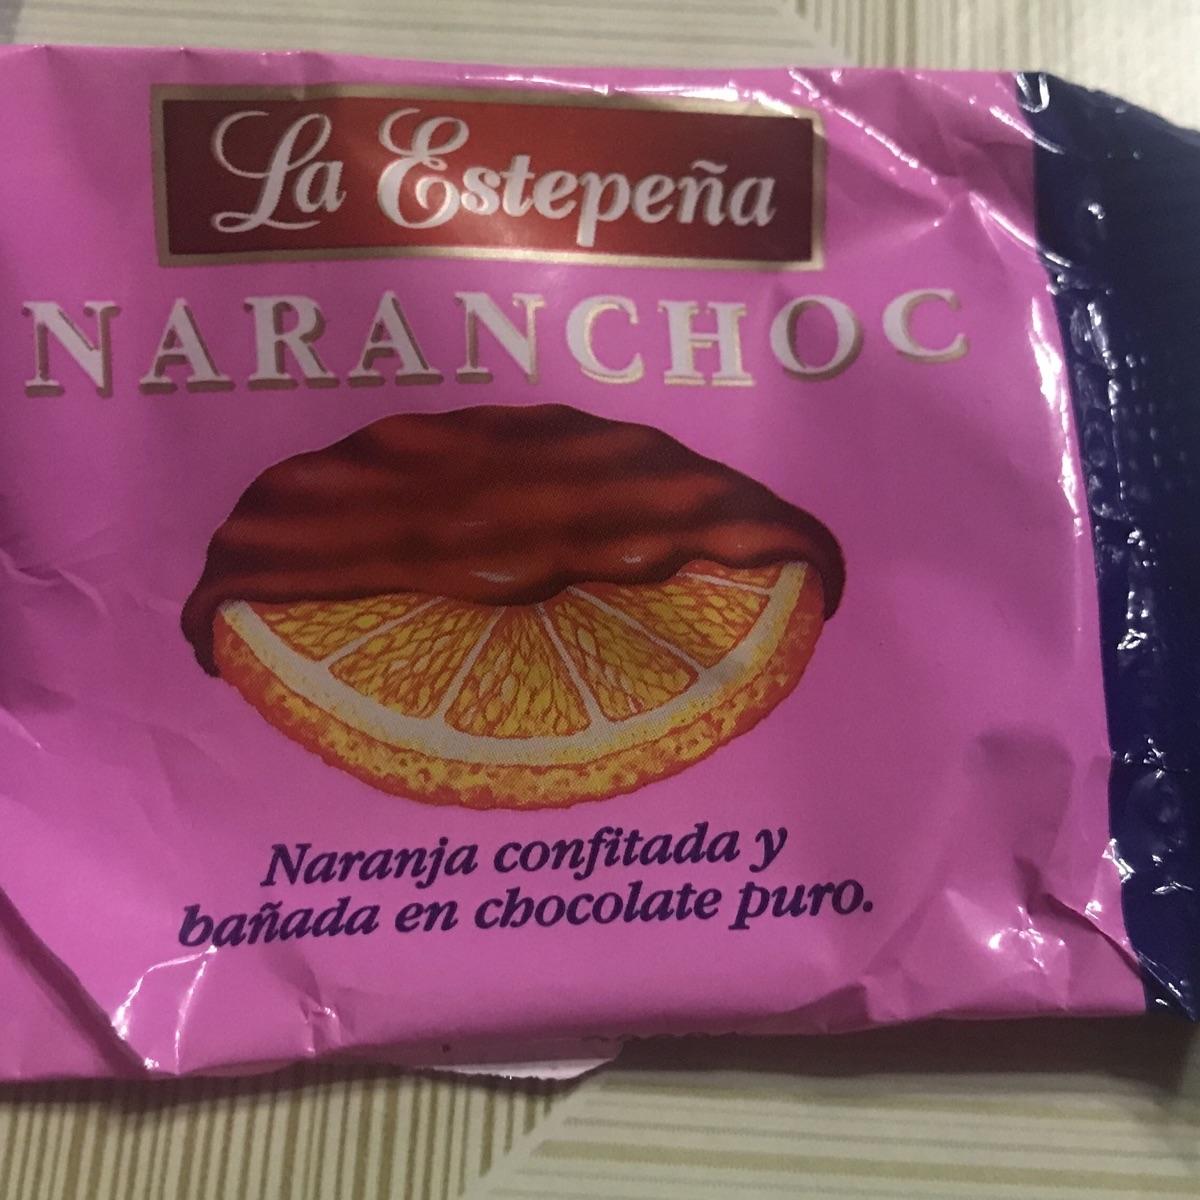 La Estepeña
NARANCHOC
Naranja confitada y
bañada en chocolate puro.